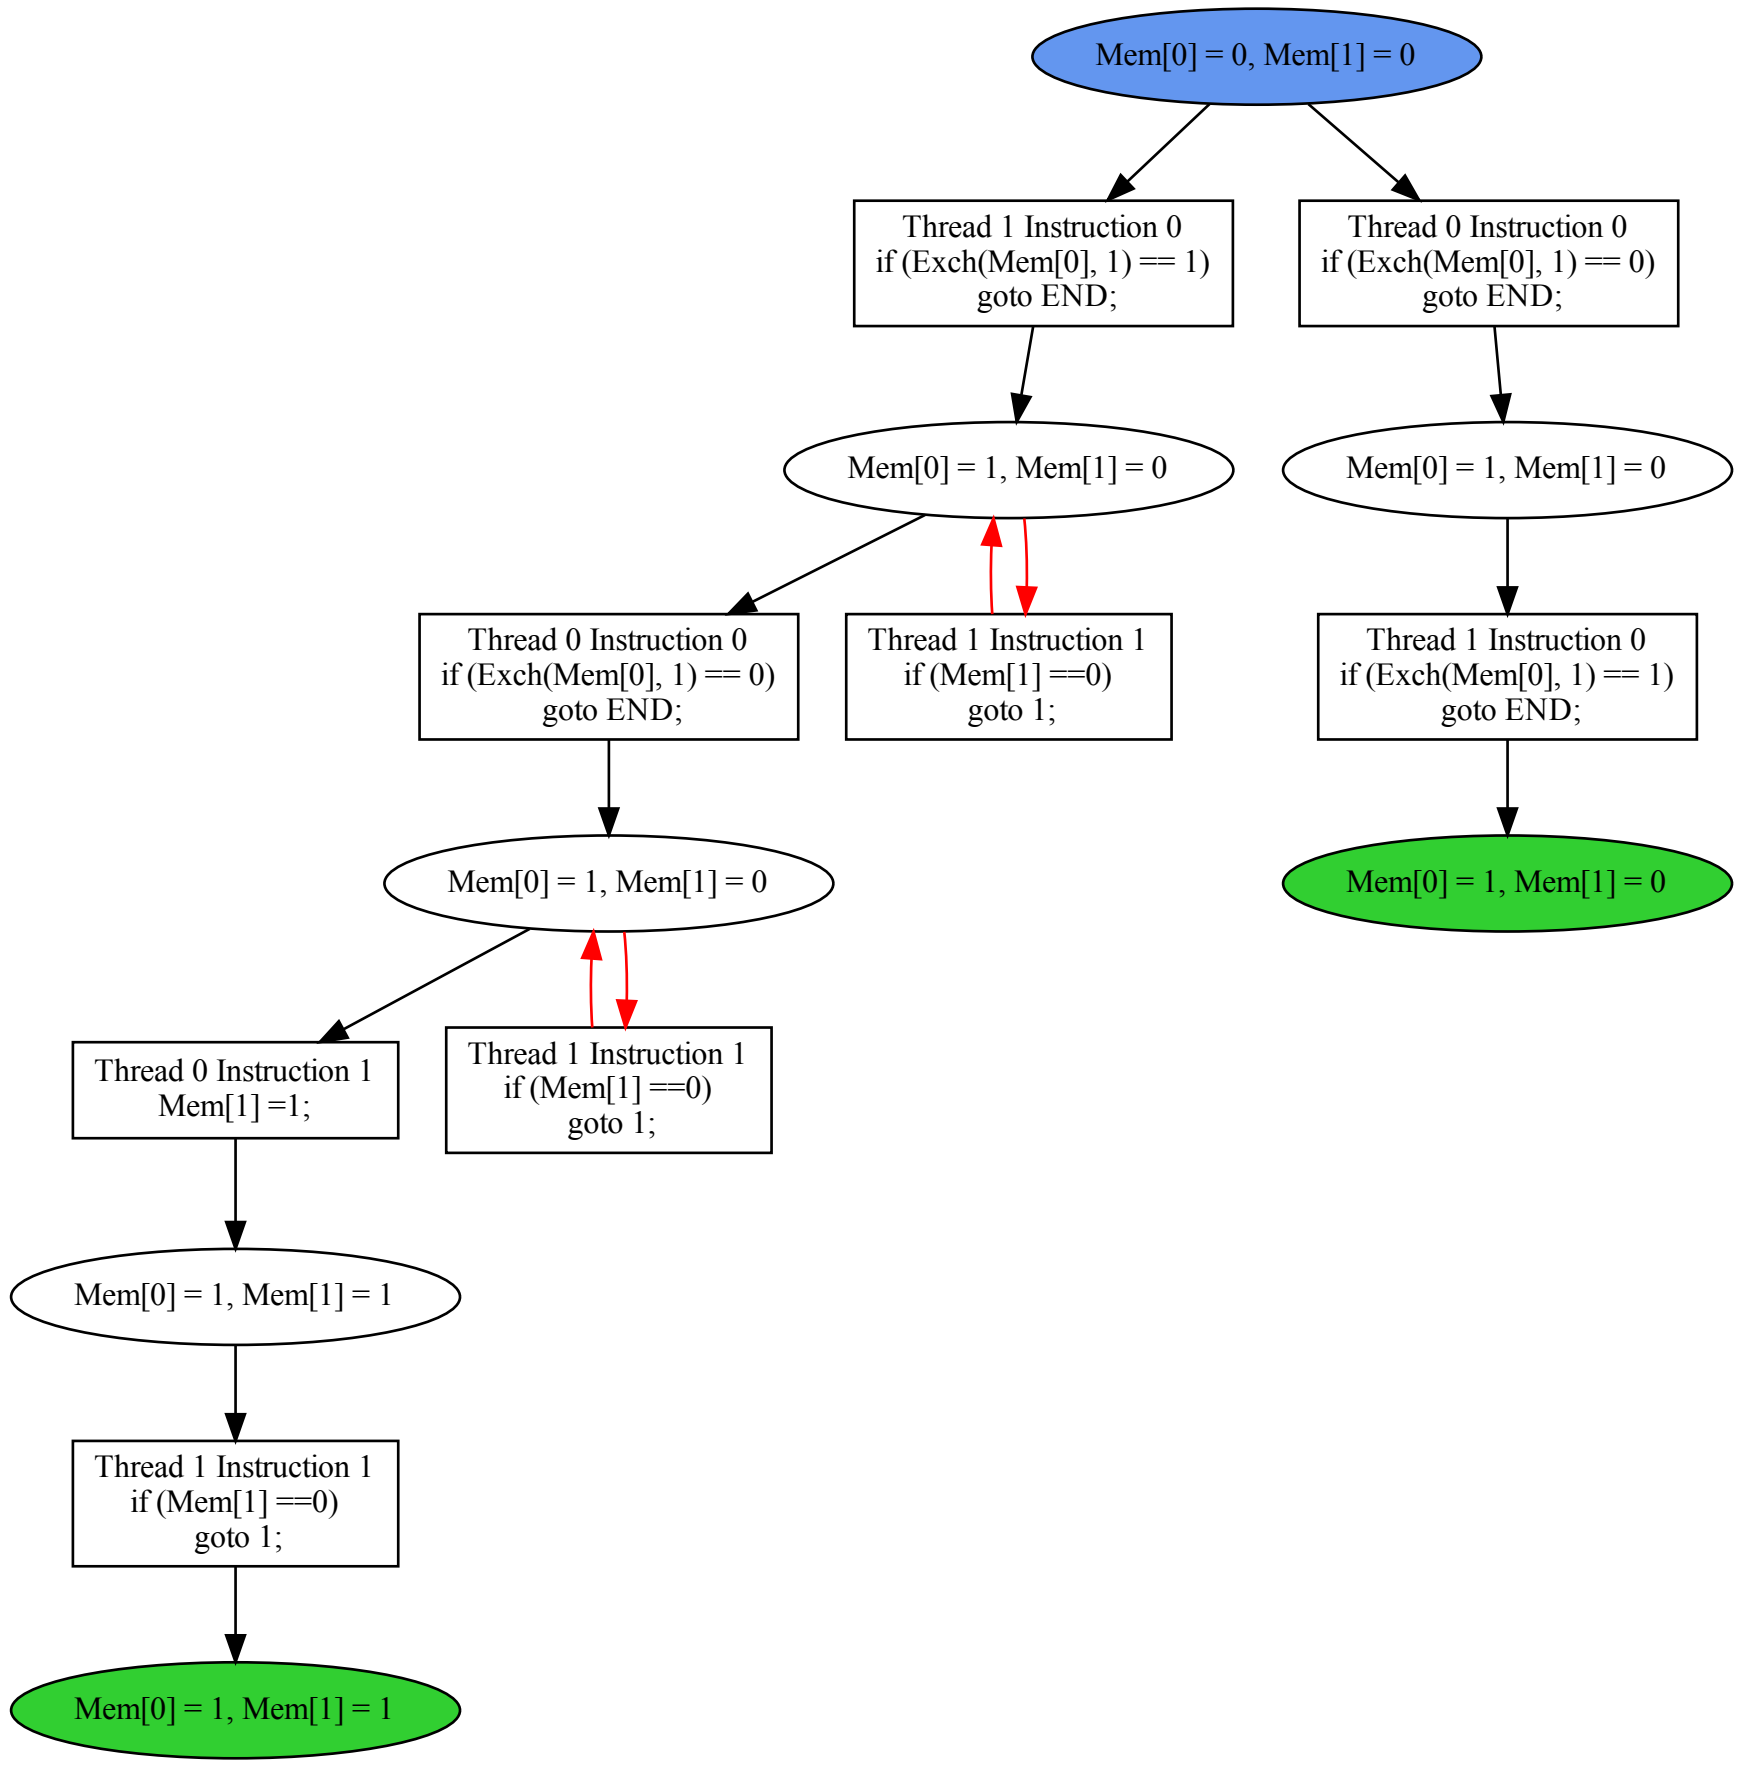 Mem[0] = 0, Mem[1] = 0
Thread 1 Instruction 0
if (Exch(Mem[0], 1) == 1)
goto END;
Thread 0 Instruction 0
if (Exch(Mem[0], 1) == 0)
goto END;
Mem[0] = 1, Mem[1] = 0
Mem[0] = 1, Mem[1] = 0
Thread 0 Instruction 0
if (Exch(Mem[0], 1) == 0)
goto END;
Thread 1 Instruction 1
if (Mem[1] ==0)
goto 1;
Thread 1 Instruction 0
if (Exch(Mem[0], 1) == 1)
goto END;
Mem[0] = 1, Mem[1] = 0
Mem[0] = 1, Mem[1] = 0
Thread 0 Instruction 1
Mem[1] =1;
Thread 1 Instruction 1
if (Mem[1] ==0)
goto 1;
Mem[0] = 1, Mem[1] = 1
Thread 1 Instruction 1
if (Mem[1] ==0)
goto 1;
Mem[0] = 1, Mem[1] = 1